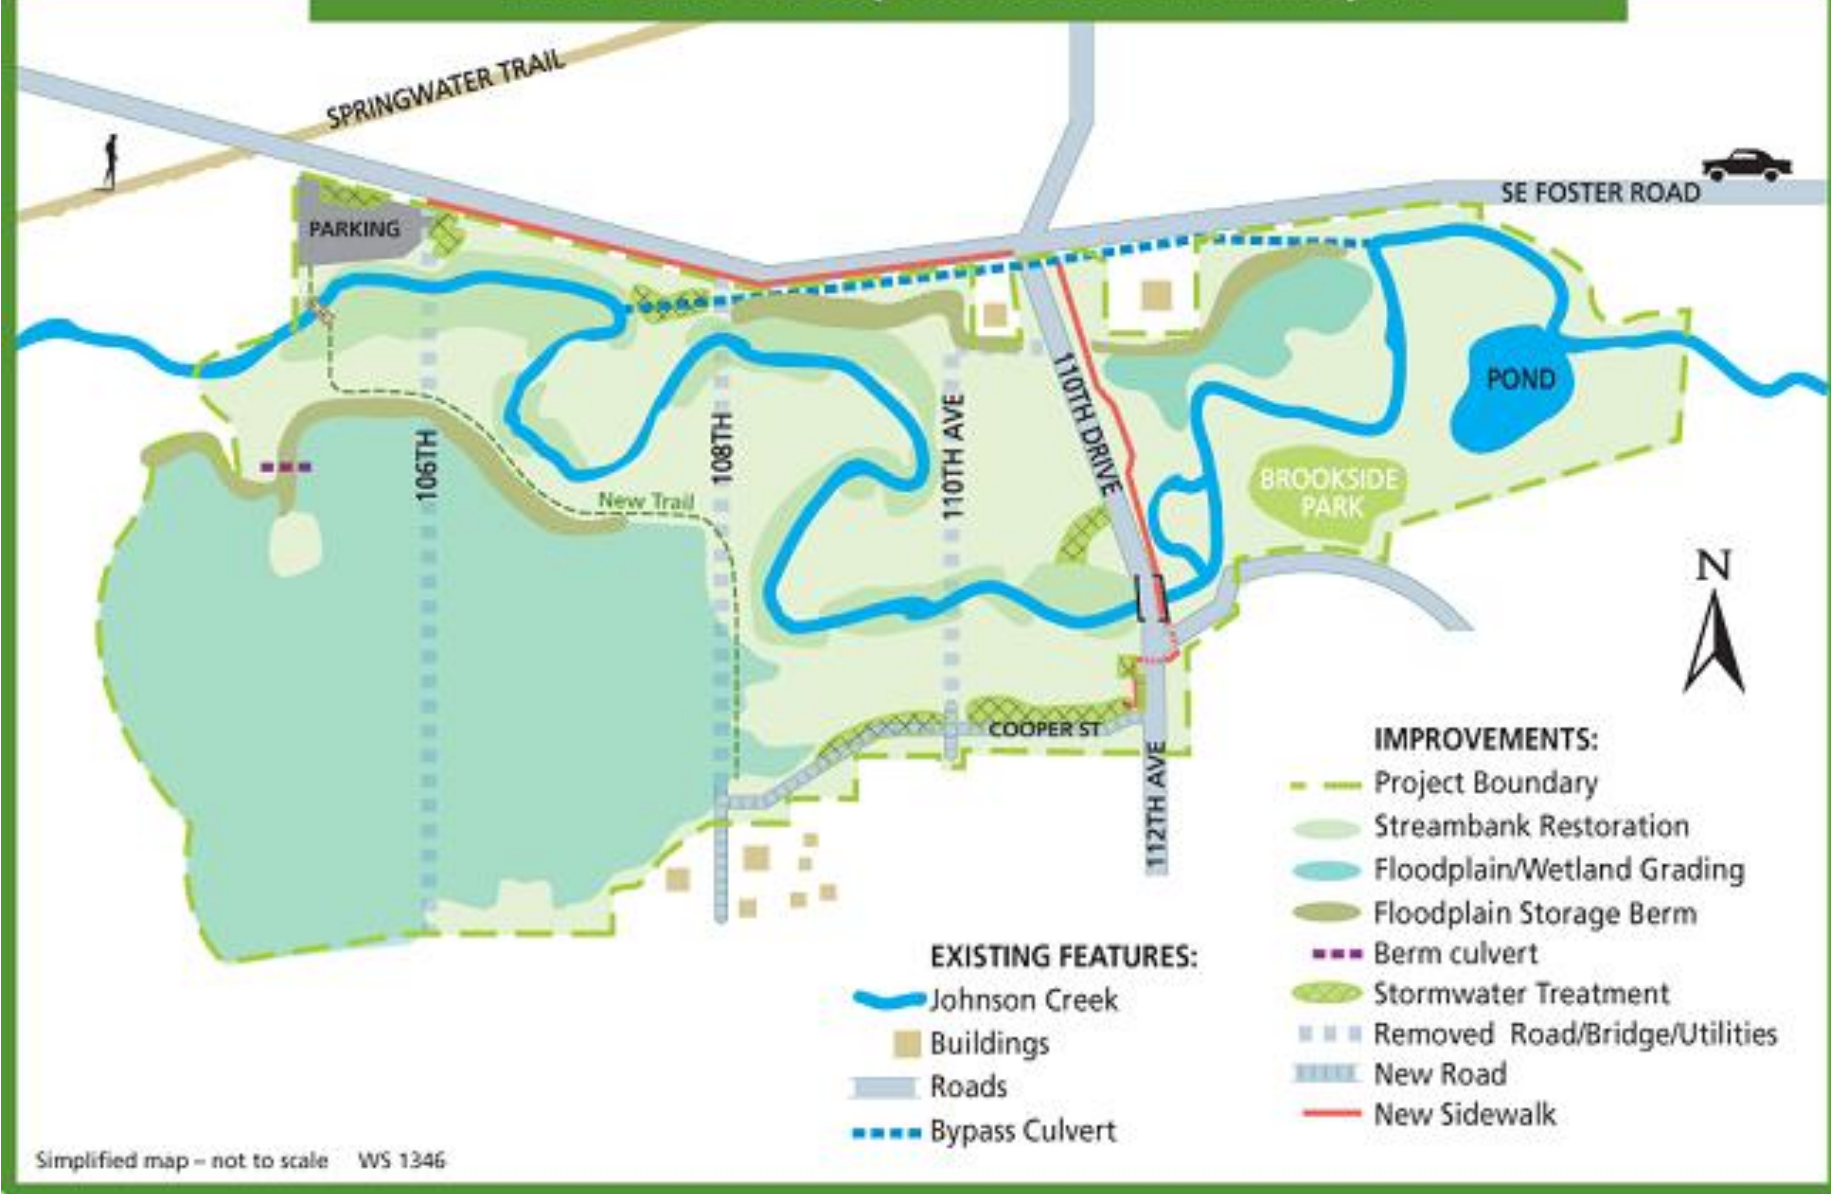 SPRINGWATER TRAIL
SE FOSTER ROAD
PARKING
POND
110TH DRIVE
110TH AVE
108TH
106TH
BROOKSIDE
PARK
New Trail
N
COOPER ST
112TH AVE
IMPROVEMENTS:
Project Boundary
Streambank Restoration
Floodplain/Wetland Grading
Floodplain Storage Berm
Berm culvert
Stormwater Treatment
Removed Road/Bridge/Utilities
New Road
New Sidewalk
EXISTING FEATURES:
Johnson Creek
Buildings
Roads
Bypass Culvert
Simplified map – not to scale WS 1346